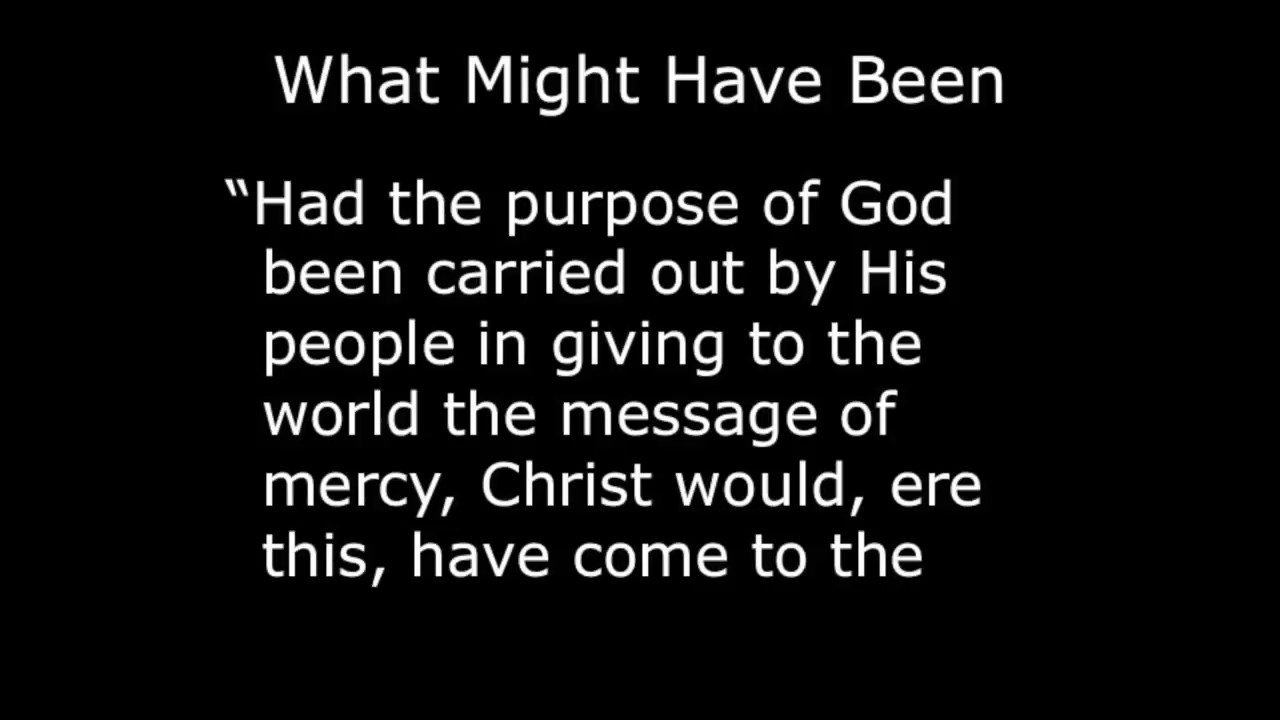 What Might Have Been
“Had the purpose of God
been carried out by His
people in giving to the
world the message of
mercy, Christ would, ere
this, have come to the